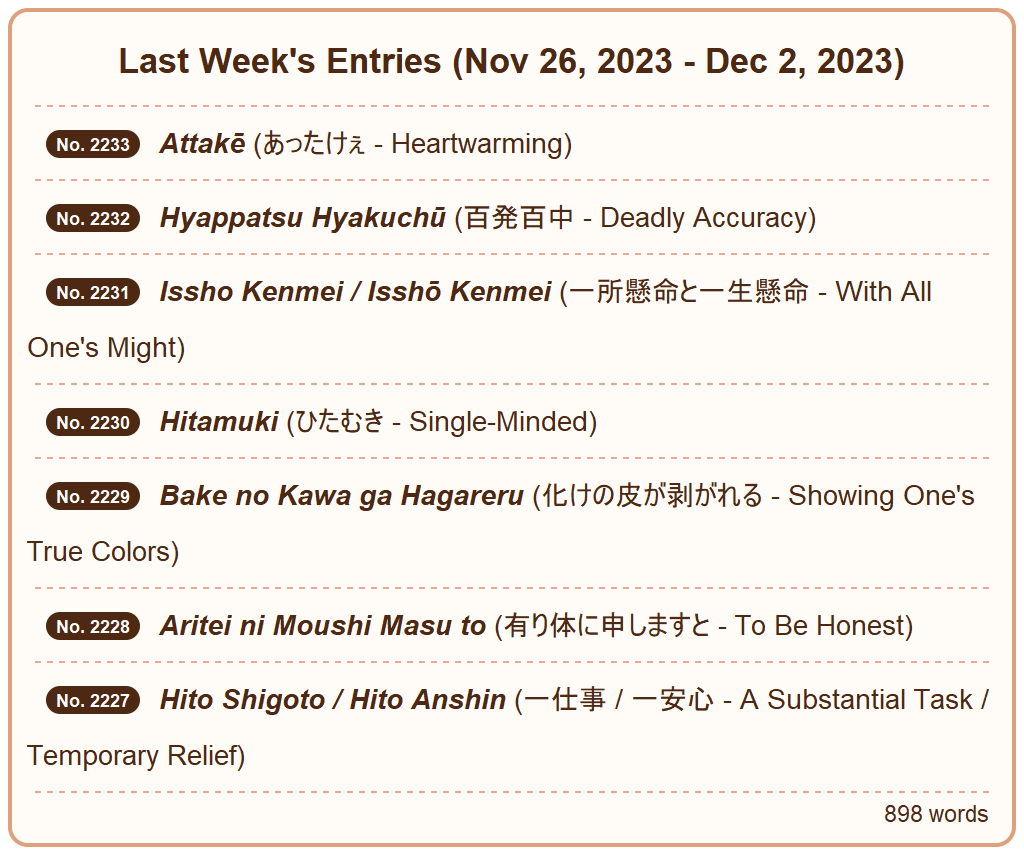 Last Week's Entries (Nov 26, 2023 - Dec 2, 2023)
No. 2233 Attakē (あったけぇ - Heartwarming)
No. 2232 Hyappatsu Hyakuchū (百発百中 - Deadly Accuracy)
No. 2231 Issho Kenmei / Isshō Kenmei (一所懸命と一生懸命 - With All
One's Might)
No. 2230 Hitamuki (ひたむき - Single-Minded)
No. 2229 Bake no Kawa ga Hagareru (化けの皮が剥がれる - Showing One's
True Colors)
No. 2228 Aritei ni Moushi Masu to (有り体に申しますと - To Be Honest)
No. 2227 Hito Shigoto / Hito Anshin (一仕事 / 一安心 - A Substantial Task /
Temporary Relief)
898 words